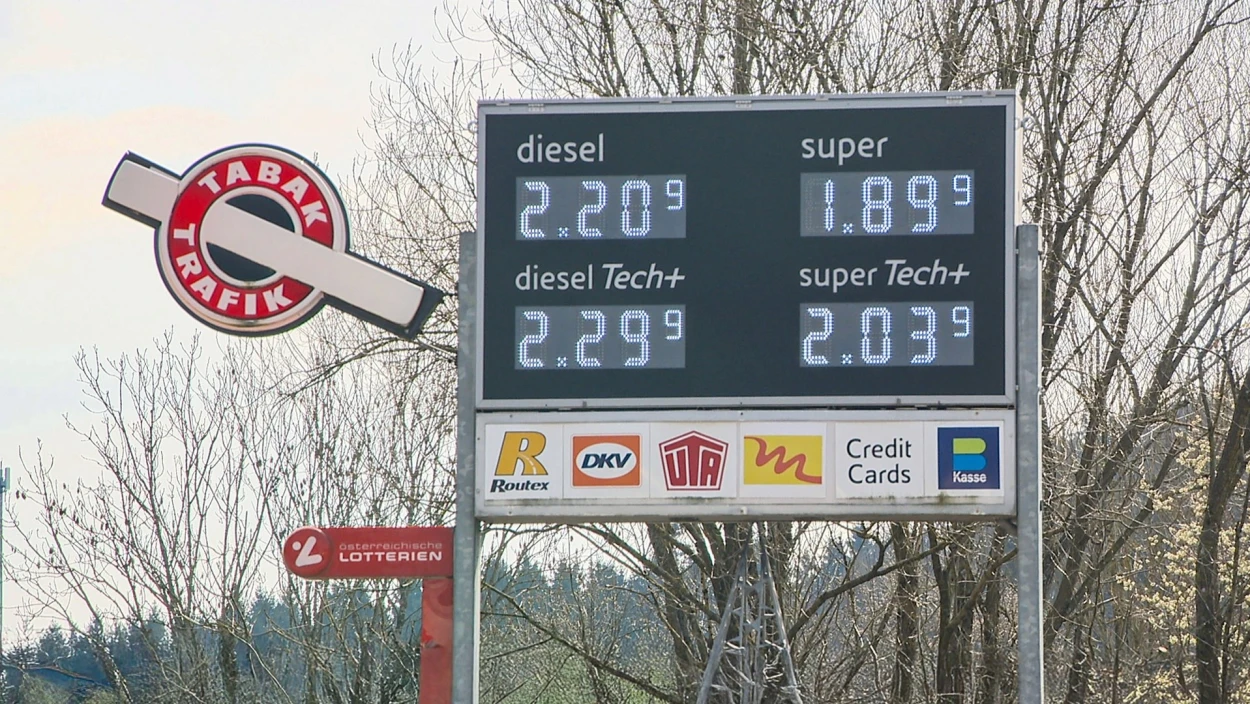 TABAK
TRAFIK
diesel
super
2.20⁹
1.89⁹
diesel Tech+
super Tech+
2.29⁹
2.03⁹
R
Routex
DKV
UTA
Credit
Cards
B
Kasse
österreichische
LOTTERIEN